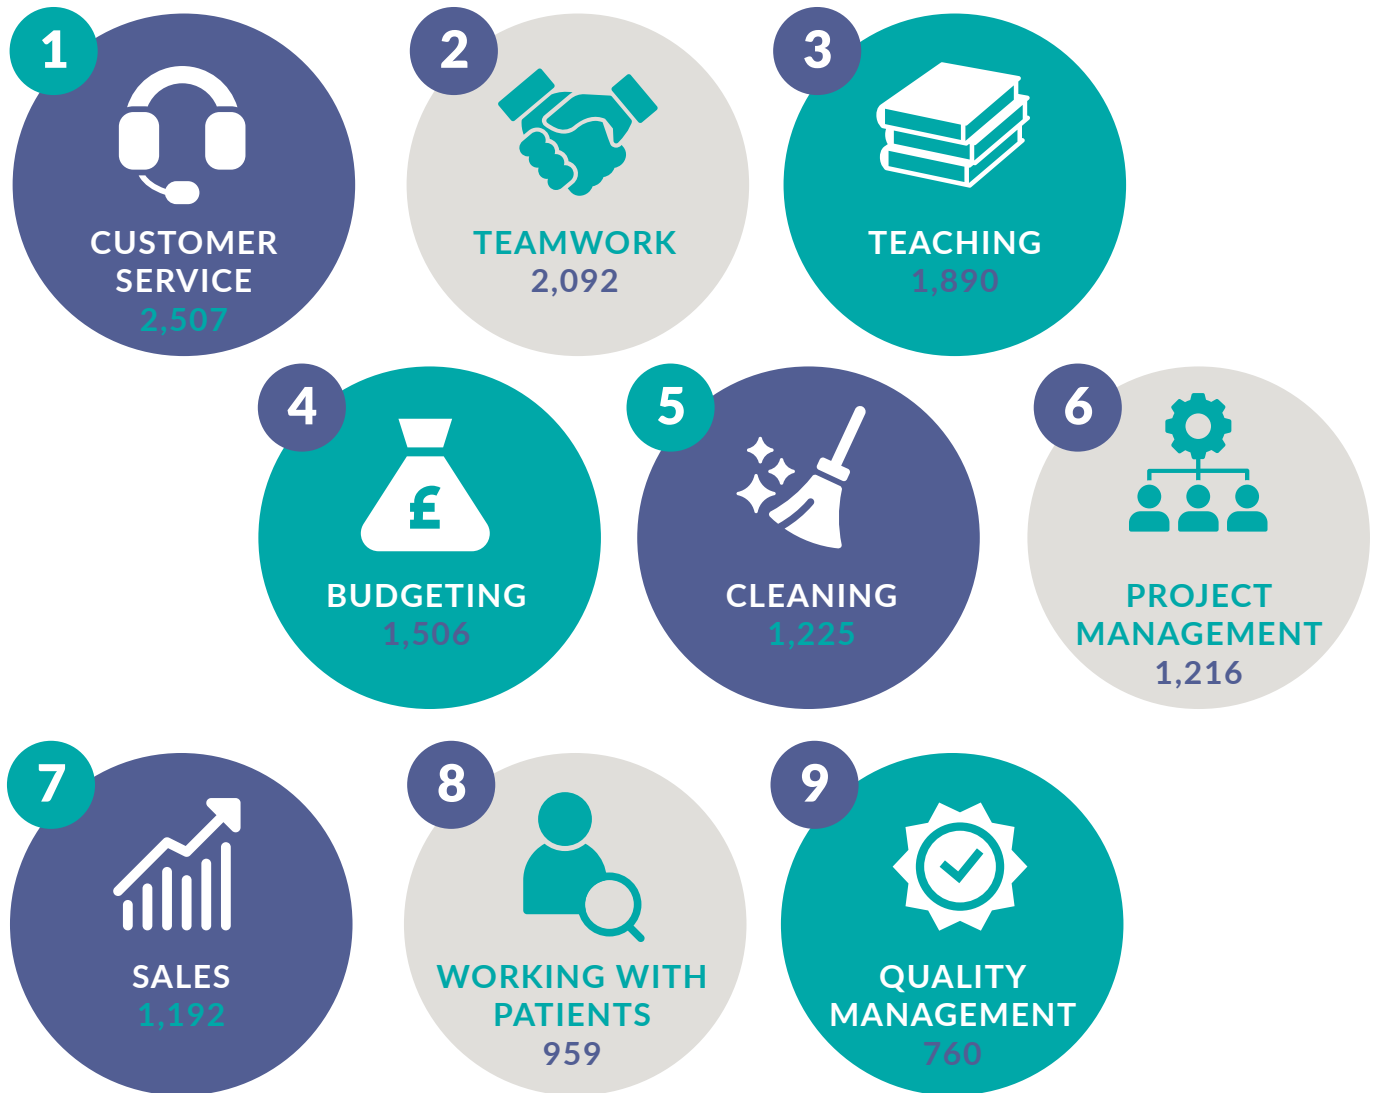 1
CUSTOMER
SERVICE
2,507
2
TEAMWORK
2,092
3
TEACHING
1,890
4
£
BUDGETING
1,506
5
CLEANING
1,225
6
PROJECT
MANAGEMENT
1,216
7
SALES
1,192
8
WORKING WITH
PATIENTS
959
9
QUALITY
MANAGEMENT
760